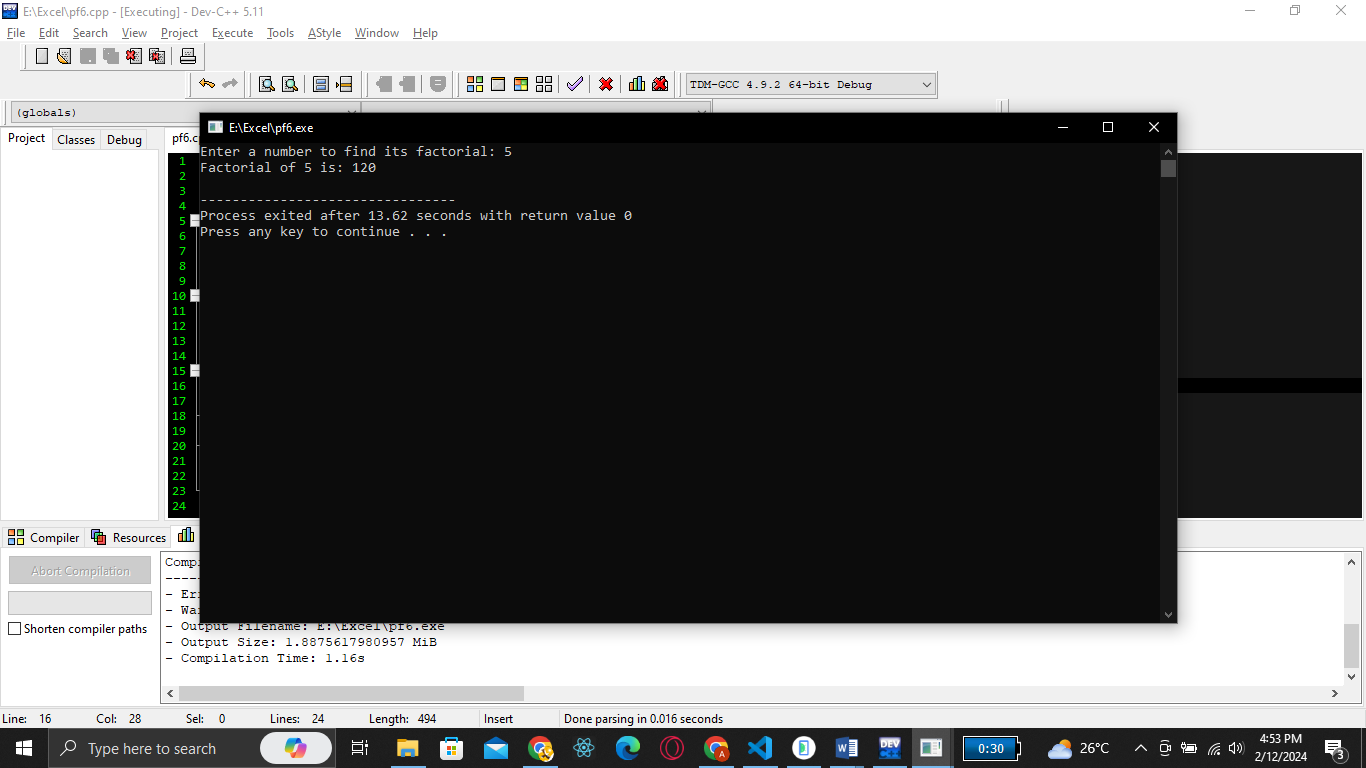 E:\Excel\pf6.cpp - [Executing] - Dev-C++ 5.11
File Edit Search View Project Execute Tools AStyle Window Help
TDM-GCC 4.9.2 64-bit Debug
(globals)
Project Classes Debug
E:\Excel\pf6.exe
Enter a number to find its factorial: 5
Factorial of 5 is: 120
--------------------------------
Process exited after 13.62 seconds with return value 0
Press any key to continue . . .
1
2
3
4
5
6
7
8
9
10
11
12
13
14
15
16
17
18
19
20
21
22
23
24
Compiler Resources
Abort Compilation
Shorten compiler paths
- Output Filename: E:\Excel\pf6.exe
- Output Size: 1.8875617980957 MiB
- Compilation Time: 1.16s
Line: 16 Col: 28 Sel: 0 Lines: 24 Length: 494 Insert Done parsing in 0.016 seconds
Type here to search
0:30
26°C
4:53 PM
2/12/2024
3